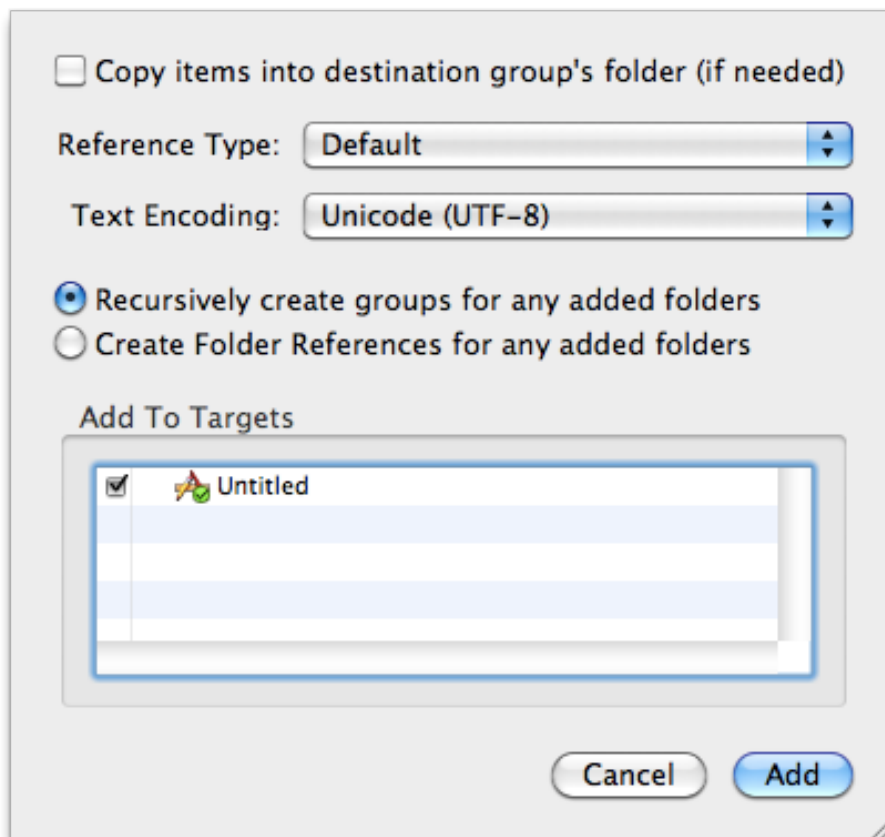 Copy items into destination group's folder (if needed)
Reference Type: Default
Text Encoding: Unicode (UTF-8)
Recursively create groups for any added folders
Create Folder References for any added folders
Add To Targets
Untitled
Cancel Add